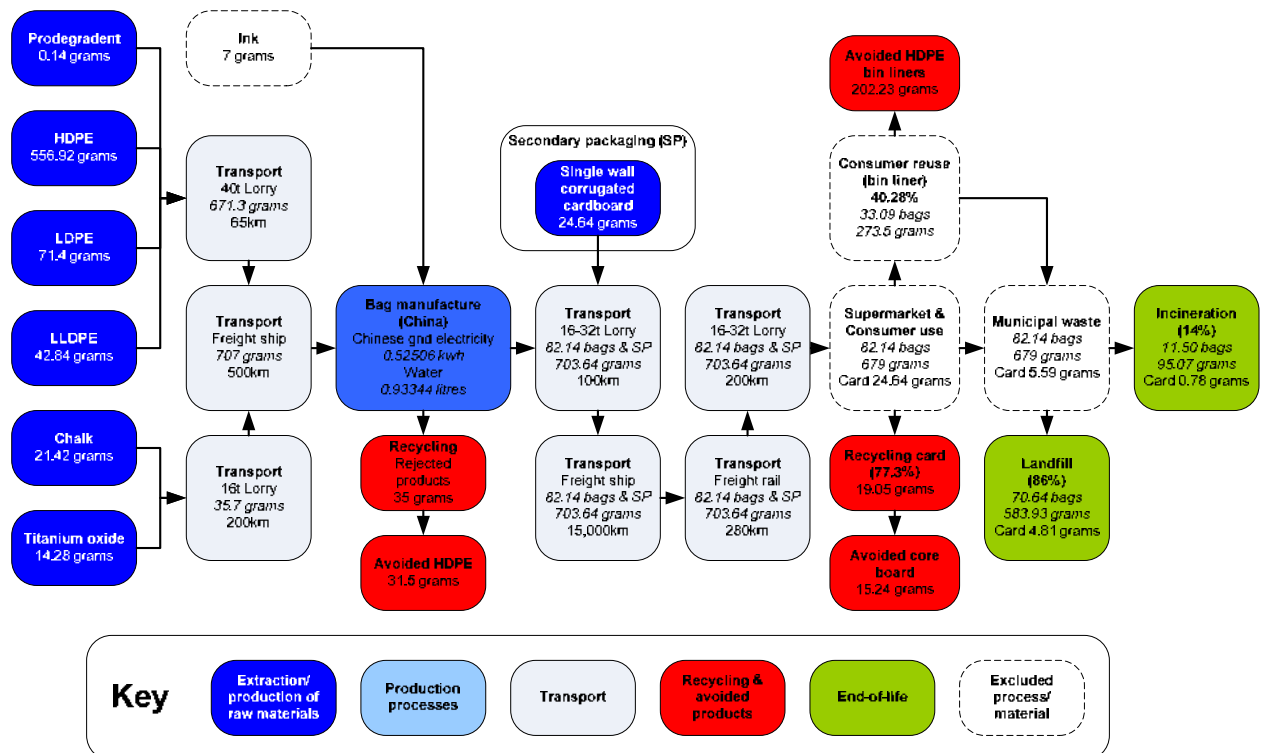 Prodegradent
0.14 grams
HDPE
556.92 grams
LDPE
71.4 grams
LLDPE
42.84 grams
Chalk
21.42 grams
Titanium oxide
14.28 grams
Ink
7 grams
Transport
40t Lorry
671.3 grams
65km
Transport
Freight ship
707 grams
500km
Transport
16t Lorry
35.7 grams
200km
Bag manufacture
(China)
Chinese grid electricity
0.52506 kwh
Water
0.93344 litres
Recycling
Rejected
products
35 grams
Avoided HDPE
31.5 grams
Secondary packaging (SP)
Single wall
corrugated
cardboard
24.64 grams
Transport
16-32t Lorry
82.14 bags & SP
703.64 grams
100km
Transport
Freight ship
82.14 bags & SP
703.64 grams
15,000km
Transport
16-32t Lorry
82.14 bags & SP
703.64 grams
200km
Transport
Freight rail
82.14 bags & SP
703.64 grams
280km
Avoided HDPE
bin liners
202.23 grams
Consumer reuse
(bin liner)
40.28%
33.09 bags
273.5 grams
Supermarket &
Consumer use
82.14 bags
679 grams
Card 24.64 grams
Recycling card
(77.3%)
19.05 grams
Avoided core
board
15.24 grams
Municipal waste
82.14 bags
679 grams
Card 5.59 grams
Landfill
(86%)
70.64 bags
583.93 grams
Card 4.81 grams
Incineration
(14%)
11.50 bags
95.07 grams
Card 0.78 grams
Key
Extraction/
production of
raw materials
Production
processes
Transport
Recycling &
avoided
products
End-of-life
Excluded
process/
material